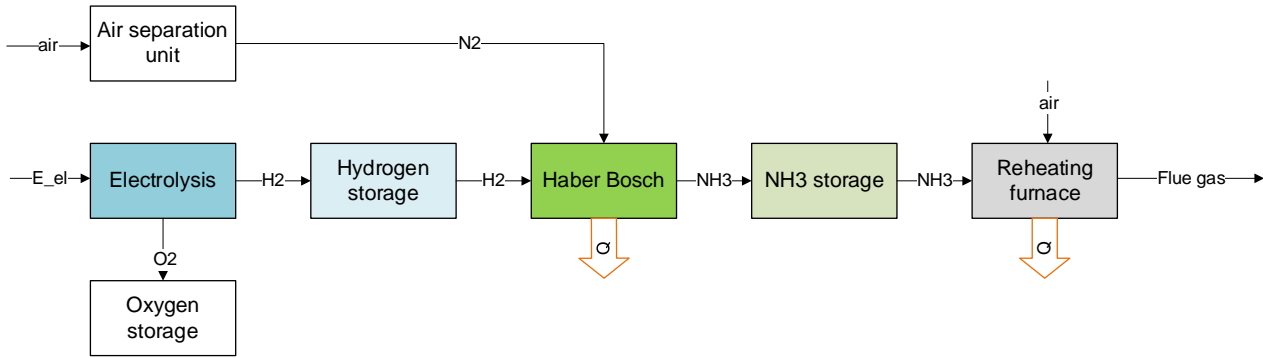 Air separation
unit
air
N2
air
E_el
Electrolysis
H2
Hydrogen
storage
H2
Haber Bosch
NH3
NH3 storage
NH3
Reheating
furnace
Flue gas
Q
Q
O2
Oxygen
storage